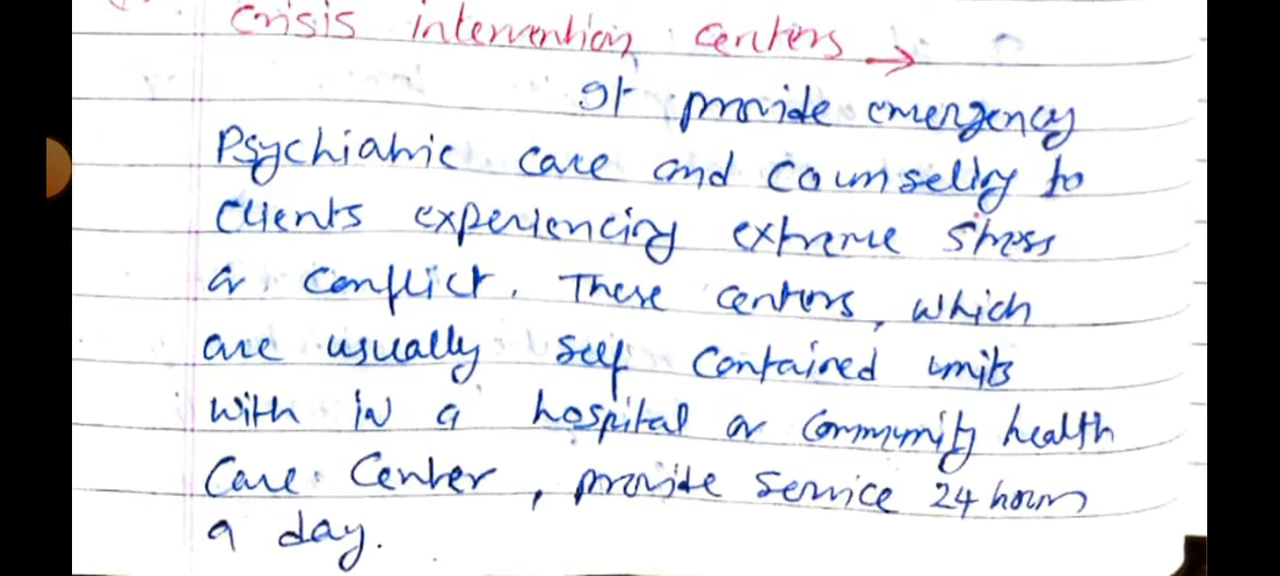 Crisis intervention centers →
It provide emergency
Psychiatric care and counseling to
Clients experiencing extreme stress
or conflict. These centers, which
are usually self contained units
with in a hospital or community health
Care Center, provide service 24 hours
a day.